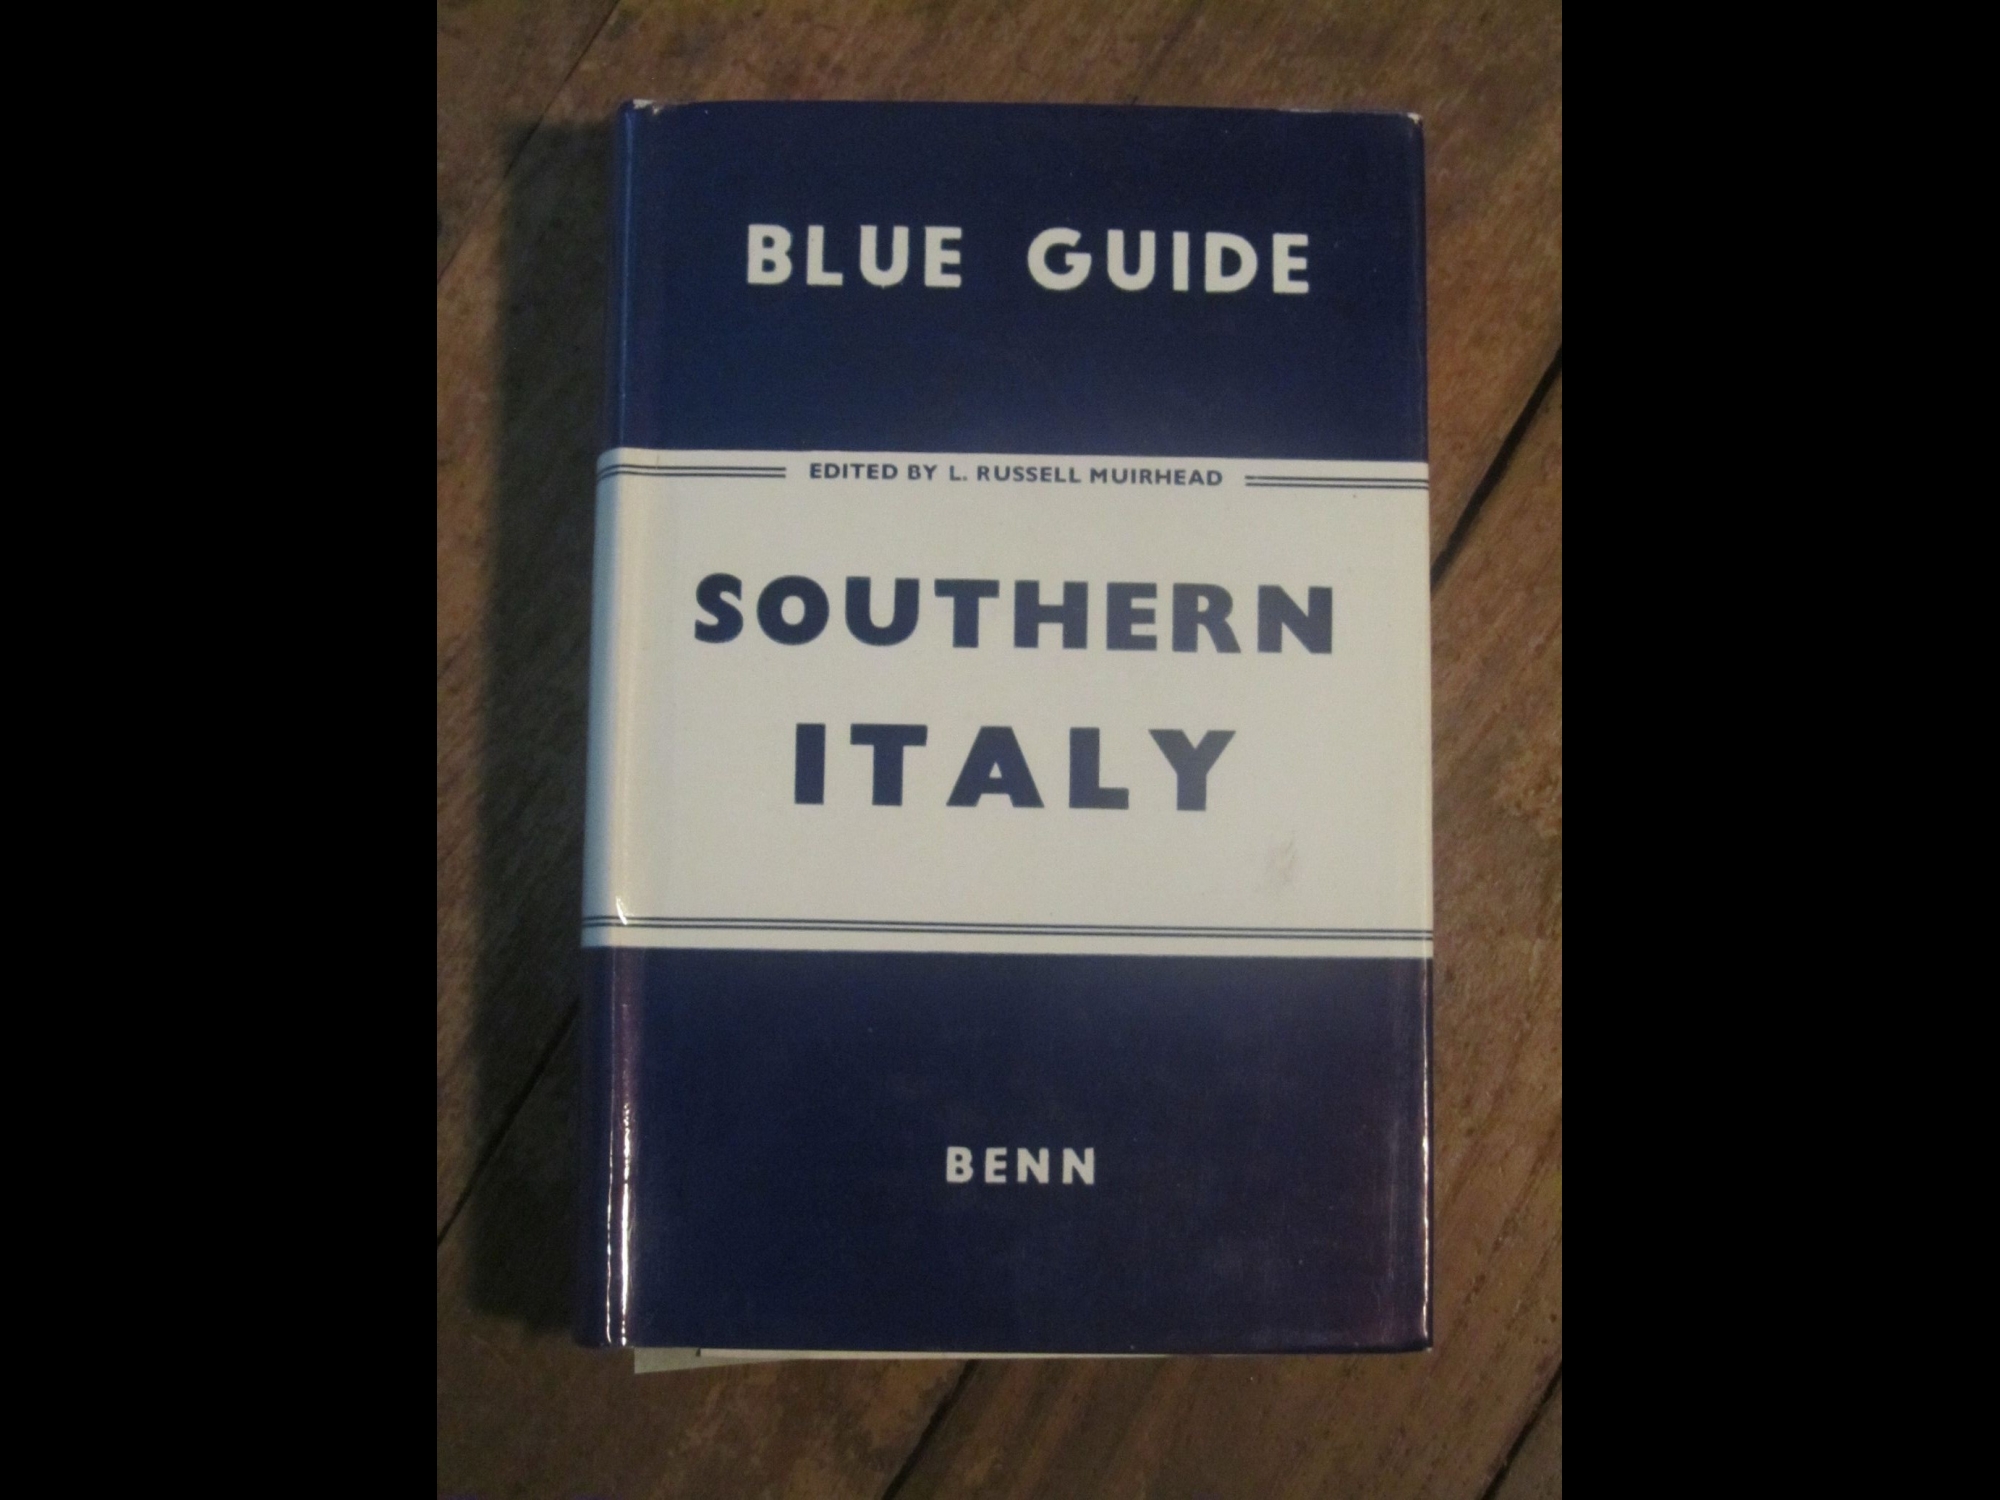 BLUE GUIDE
EDITED BY L. RUSSELL MUIRHEAD
SOUTHERN
ITALY
BENN